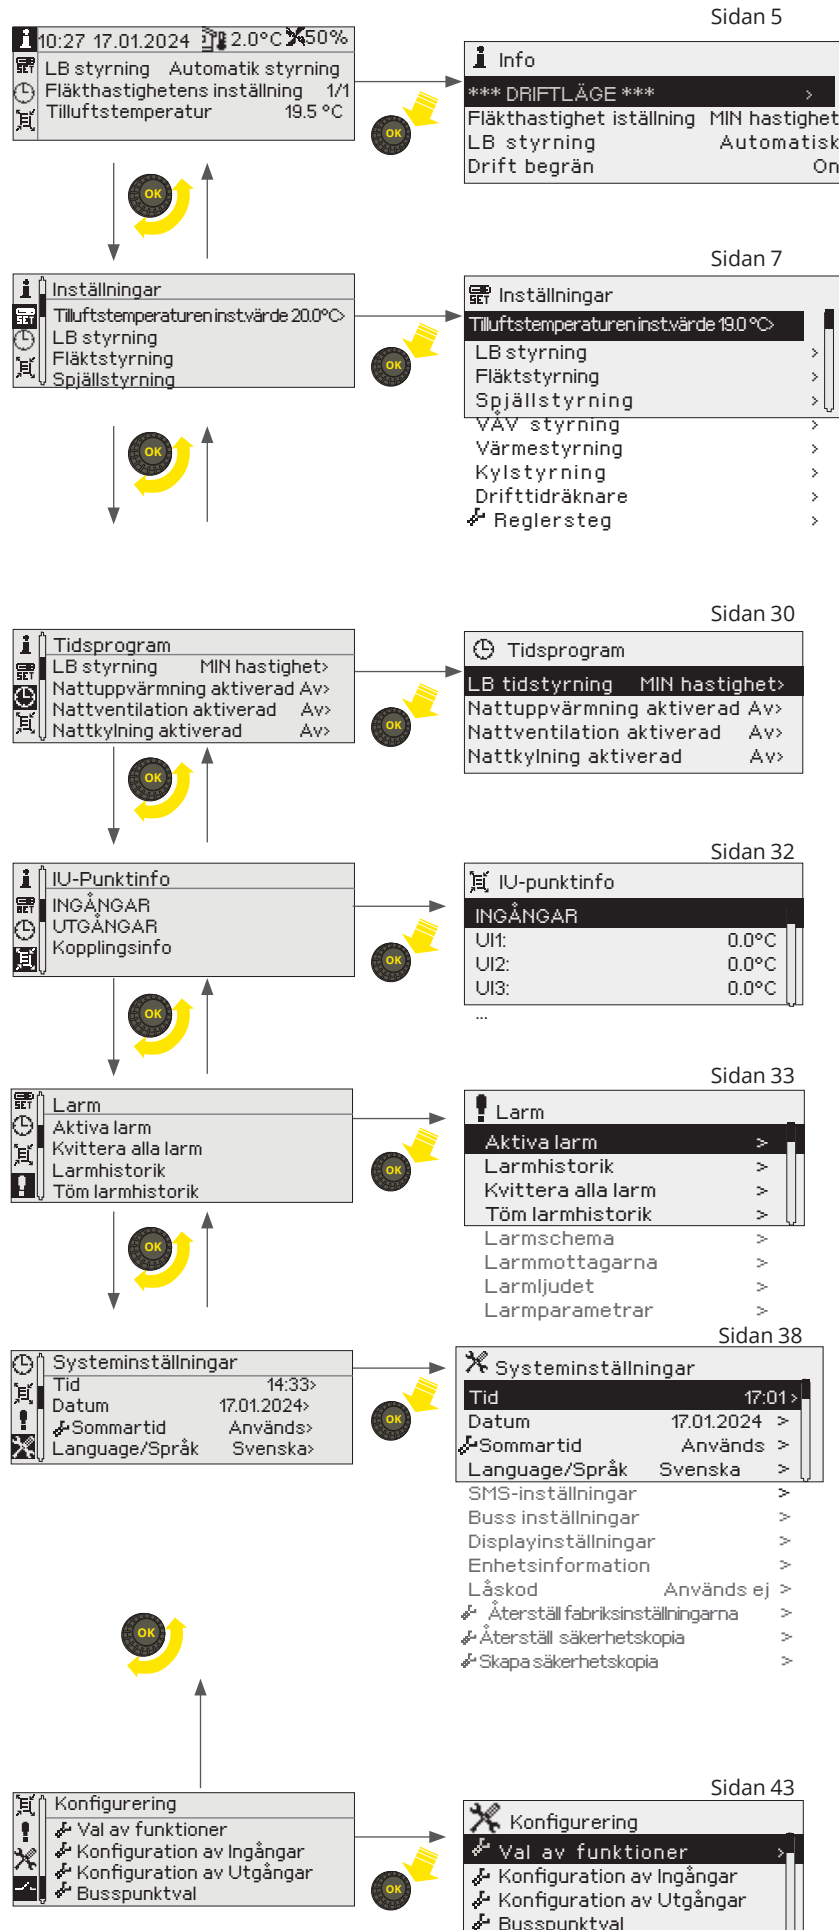 Sidan 5
10:27 17.01.2024 2.0°C 50%
LB styrning Automatik styrning
Fläkthastighetens inställning 1/1
Tilluftstemperatur 19.5 °C
OK
Info
*** DRIFTLÄGE *** >
Fläkthastighet iställning MIN hastighet
LB styrning Automatisk
Drift begrän On
OK
Sidan 7
SET
Inställningar
Tilluftstemperaturen inst.värde 20.0°C>
LB styrning
Fläktstyrning
Spjällstyrning
OK
SET Inställningar
Tilluftstemperaturen inst.värde 19.0 °C>
LB styrning >
Fläktstyrning >
Spjällstyrning >
VAV styrning >
Värmestyrning >
Kylstyrning >
Drifttidräknare >
Reglersteg >
OK
Sidan 30
SET
Tidsprogram
LB styrning MIN hastighet>
Nattuppvärmning aktiverad Av>
Nattventilation aktiverad Av>
Nattkylning aktiverad Av>
OK
Tidsprogram
LB tidstyrning MIN hastighet>
Nattuppvärmning aktiverad Av>
Nattventilation aktiverad Av>
Nattkylning aktiverad Av>
OK
Sidan 32
SET
IU-Punktinfo
INGÅNGAR
UTGÅNGAR
Kopplingsinfo
OK
IU-punktinfo
INGÅNGAR
UI1: 0.0°C
UI2: 0.0°C
UI3: 0.0°C
...
OK
Sidan 33
SET
Larm
Aktiva larm
Kvittera alla larm
Larmhistorik
Töm larmhistorik
OK
Larm
Aktiva larm >
Larmhistorik >
Kvittera alla larm >
Töm larmhistorik >
Larmschema >
Larmmottagarna >
Larmljudet >
Larmparametrar >
OK
Sidan 38
Systeminställningar
Tid 14:33>
Datum 17.01.2024>
Sommartid Används>
Language/Språk Svenska>
OK
Systeminställningar
Tid 17:01 >
Datum 17.01.2024 >
Sommartid Används >
Language/Språk Svenska >
SMS-inställningar >
Buss inställningar >
Displayinställningar >
Enhetsinformation >
Låskod Används ej >
Återställ fabriksinställningarna >
Återställ säkerhetskopia >
Skapa säkerhetskopia >
OK
Sidan 43
Konfigurering
Val av funktioner
Konfiguration av Ingångar
Konfiguration av Utgångar
Busspunktval
OK
Konfigurering
Val av funktioner >
Konfiguration av Ingångar
Konfiguration av Utgångar
Busspunktval